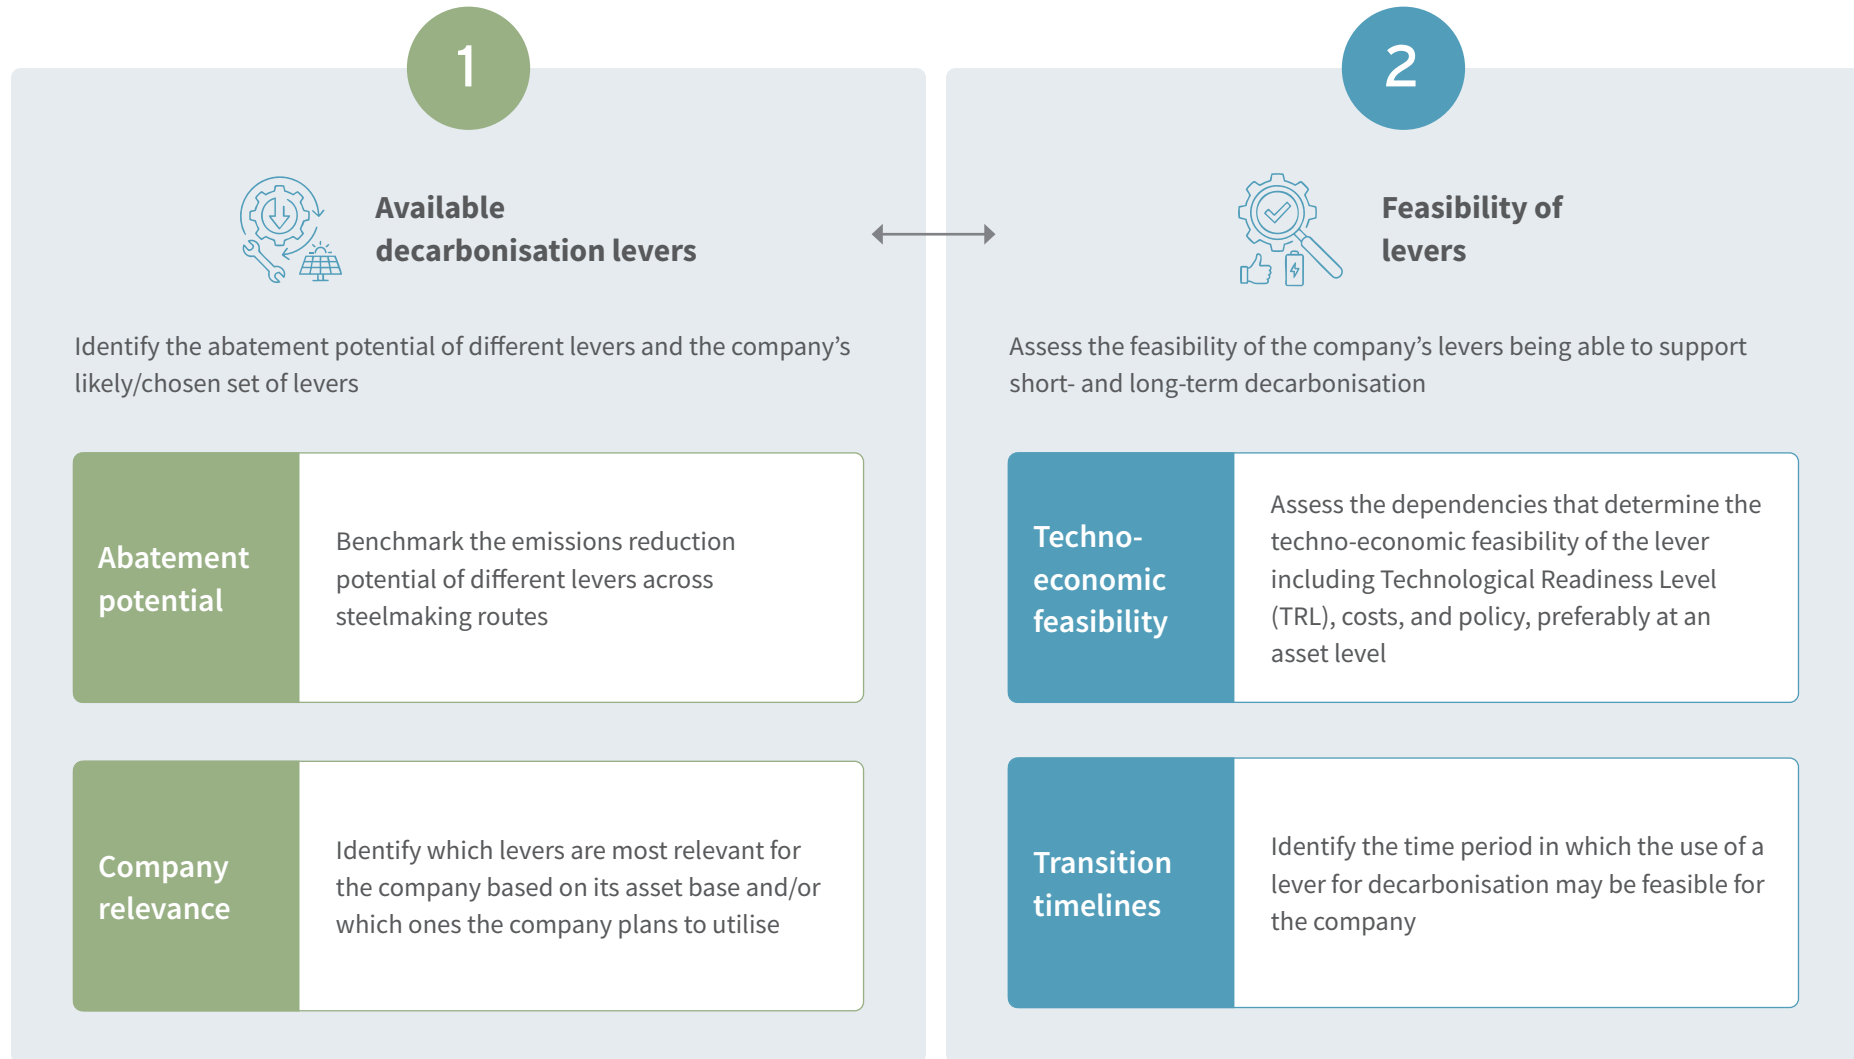 1
Available
decarbonisation levers
Identify the abatement potential of different levers and the company’s
likely/chosen set of levers
Abatement
potential
Benchmark the emissions reduction
potential of different levers across
steelmaking routes
Company
relevance
Identify which levers are most relevant for
the company based on its asset base and/or
which ones the company plans to utilise
2
Feasibility of
levers
Assess the feasibility of the company’s levers being able to support
short- and long-term decarbonisation
Techno-
economic
feasibility
Assess the dependencies that determine the
techno-economic feasibility of the lever
including Technological Readiness Level
(TRL), costs, and policy, preferably at an
asset level
Transition
timelines
Identify the time period in which the use of a
lever for decarbonisation may be feasible for
the company